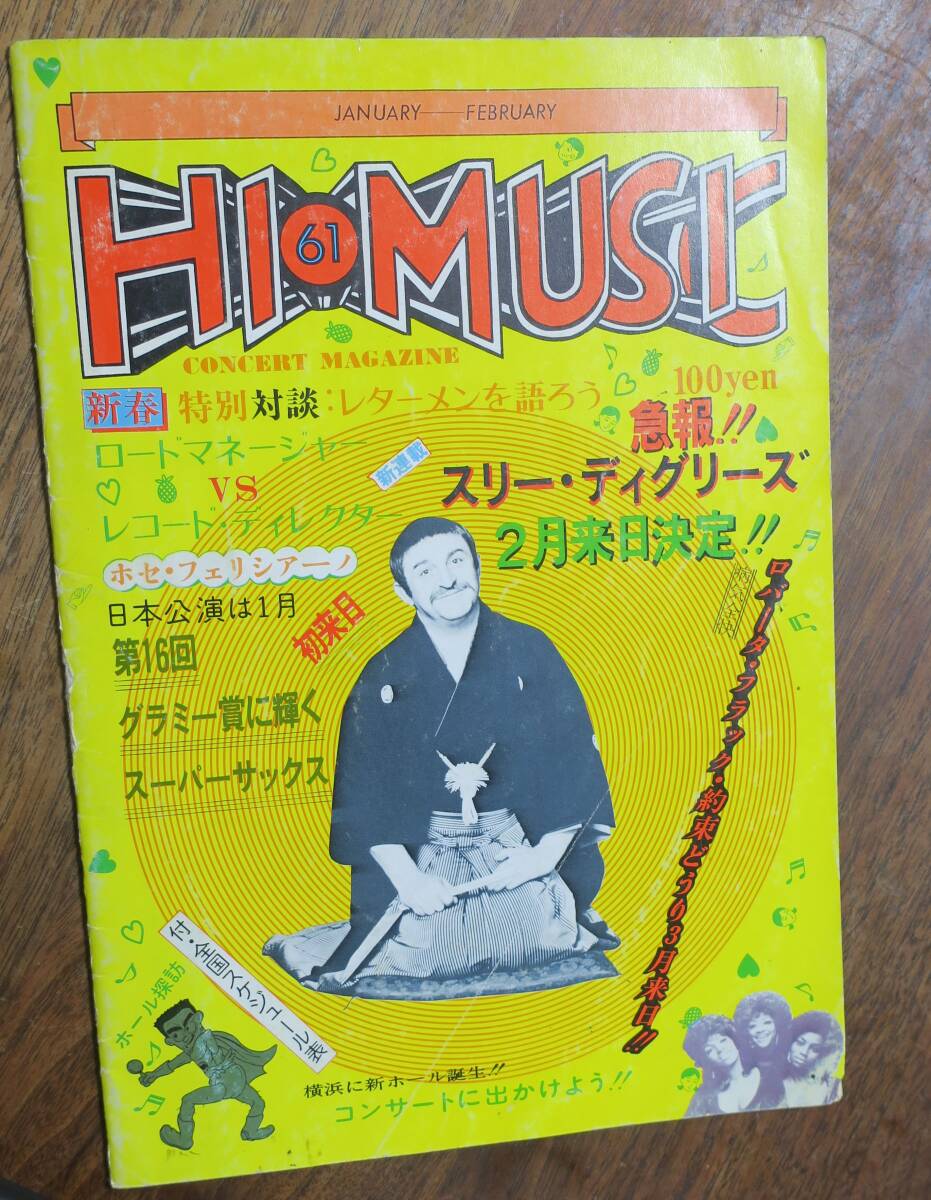 JANUARY——FEBRUARY
HI•MUSIC
61
CONCERT MAGAZINE
100yen
新春 特別対談:レターメンを語ろう
ロードマネージャー
VS
レコード・ディレクター
新連載
急報!!
スリー・ディグリーズ
2月来日決定!!
ホセ・フェリシアーノ
日本公演は1月
初来日
第16回
グラミー賞に輝く
スーパーサックス
病気全快
ロバータ・フラック・約束どうり3月来日!!
付・全国スケジュール表
ホール探訪
横浜に新ホール誕生!!
コンサートに出かけよう!!